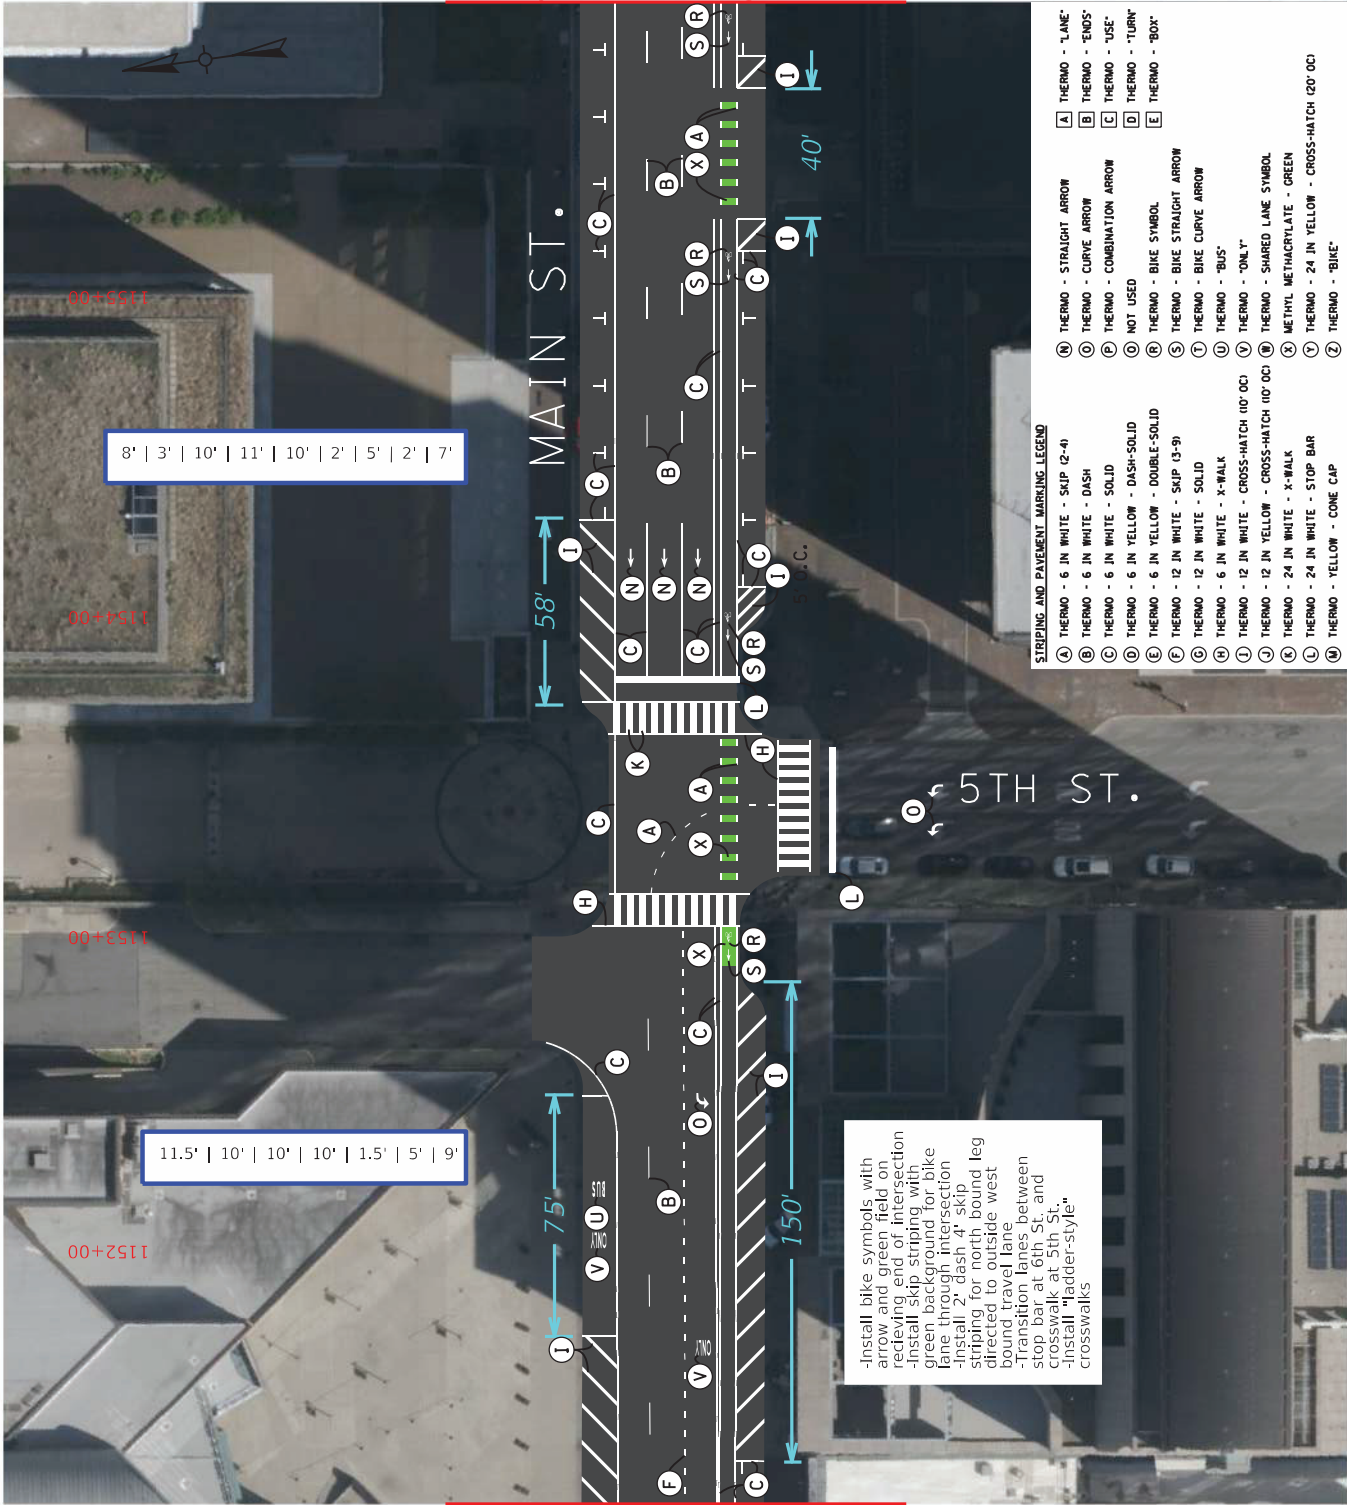 MAIN ST.
5TH ST.
1155+00
1154+00
1153+00
1152+00
8' | 3' | 10' | 11' | 10' | 2' | 5' | 2' | 7'
11.5' | 10' | 10' | 10' | 1.5' | 5' | 9'
58'
40'
75'
150'
5' O.C.
BUS
ONLY
ONLY
S R
I
A
X
B
C
S R
I
C
C
B
C
I
N
N
N
C
I
C
C
S R
L
K
H
A
C
A
X
O
L
H
X
S R
C
C
I
O
B
U
V
I
V
F
C
-Install bike symbols with
arrow and green field on
recieving end of intersection
-Install skip striping with
green background for bike
lane through intersection
-Install 2' dash 4' skip
striping for north bound leg
directed to outside west
bound travel lane
-Transition lanes between
stop bar at 6th St. and
crosswalk at 5th St.
-Install "ladder-style"
crosswalks
STRIPING AND PAVEMENT MARKING LEGEND
A THERMO - 6 IN WHITE - SKIP (2-4)
B THERMO - 6 IN WHITE - DASH
C THERMO - 6 IN WHITE - SOLID
D THERMO - 6 IN YELLOW - DASH-SOLID
E THERMO - 6 IN YELLOW - DOUBLE-SOLID
F THERMO - 12 IN WHITE - SKIP (3-9)
G THERMO - 12 IN WHITE - SOLID
H THERMO - 6 IN WHITE - X-WALK
I THERMO - 12 IN WHITE - CROSS-HATCH (10' OC)
J THERMO - 12 IN YELLOW - CROSS-HATCH (10' OC)
K THERMO - 24 IN WHITE - X-WALK
L THERMO - 24 IN WHITE - STOP BAR
M YELLOW - CONE CAP
N THERMO - STRAIGHT ARROW
O THERMO - CURVE ARROW
P THERMO - COMBINATION ARROW
Q NOT USED
R THERMO - BIKE SYMBOL
S THERMO - BIKE STRAIGHT ARROW
T THERMO - BIKE CURVE ARROW
U THERMO - "BUS"
V THERMO - "ONLY"
W THERMO - SHARED LANE SYMBOL
X METHYL METHACRYLATE - GREEN
Y THERMO - 24 IN YELLOW - CROSS-HATCH (20' OC)
Z THERMO - "BIKE"
A THERMO - "LANE"
B THERMO - "ENDS"
C THERMO - "USE"
D THERMO - "TURN"
E THERMO - "BOX"